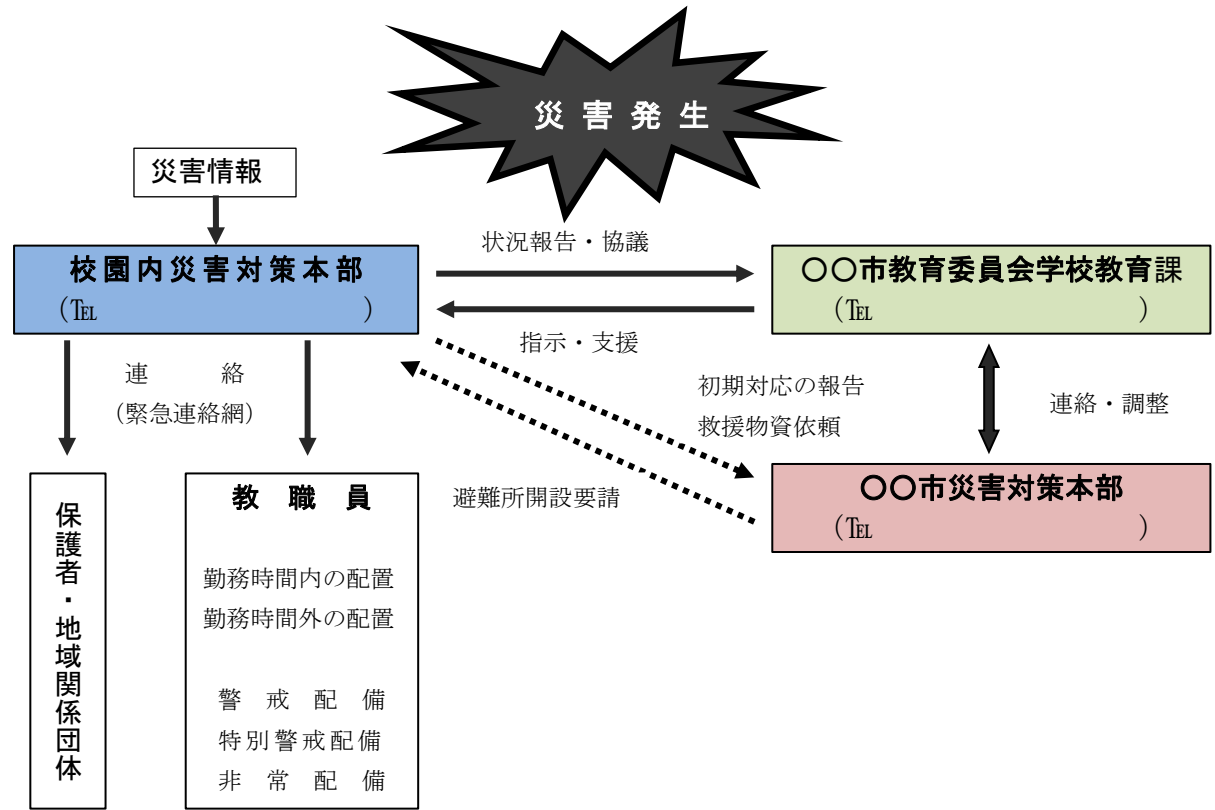 災害発生
災害情報
校園内災害対策本部
（℡　　　　　　　　　　）
状況報告・協議
指示・支援
〇〇市教育委員会学校教育課
（℡　　　　　　　　　　）
連　　絡
（緊急連絡網）
初期対応の報告
救援物資依頼
連絡・調整
避難所開設要請
〇〇市災害対策本部
（℡　　　　　　　　　　）
保護者・地域関係団体
教　職　員
勤務時間内の配置
勤務時間外の配置
警　戒　配　備
特別警戒配備
非　常　配　備